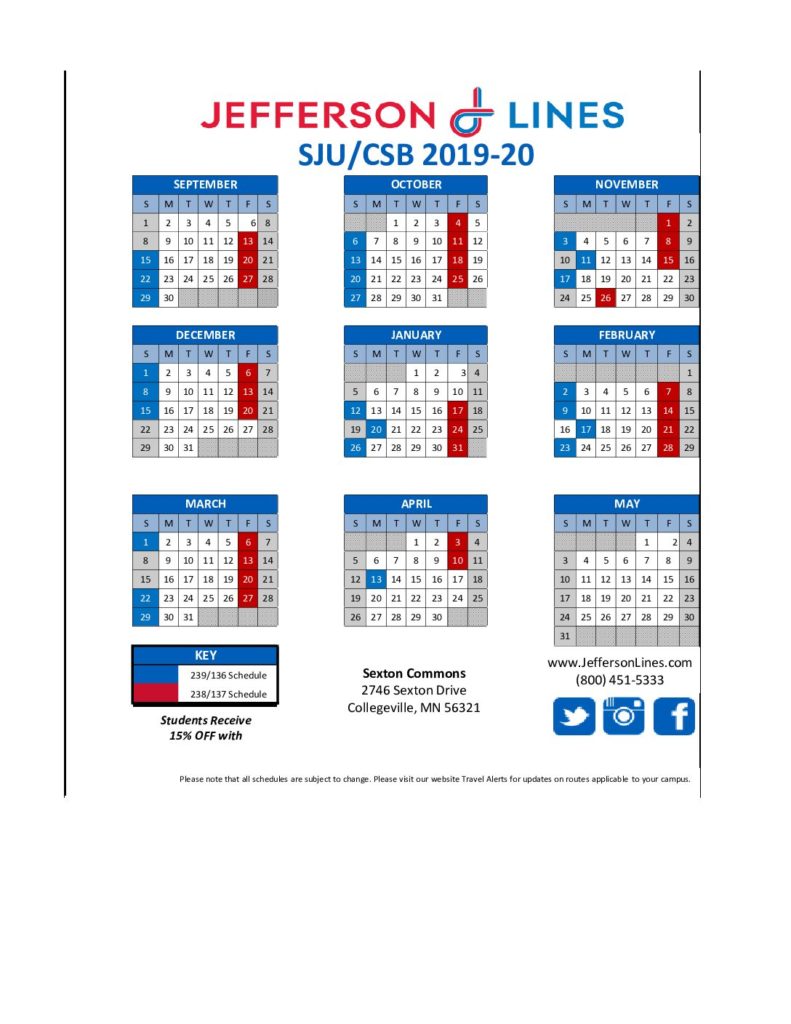 JEFFERSON LINES
SJU/CSB 2019-20
SEPTEMBER
S M T W T F S
1 2 3 4 5 6 8
8 9 10 11 12 13 14
15 16 17 18 19 20 21
22 23 24 25 26 27 28
29 30
OCTOBER
S M T W T F S
1 2 3 4 5
6 7 8 9 10 11 12
13 14 15 16 17 18 19
20 21 22 23 24 25 26
27 28 29 30 31
NOVEMBER
S M T W T F S
1 2
3 4 5 6 7 8 9
10 11 12 13 14 15 16
17 18 19 20 21 22 23
24 25 26 27 28 29 30
DECEMBER
S M T W T F S
1 2 3 4 5 6 7
8 9 10 11 12 13 14
15 16 17 18 19 20 21
22 23 24 25 26 27 28
29 30 31
JANUARY
S M T W T F S
1 2 3 4
5 6 7 8 9 10 11
12 13 14 15 16 17 18
19 20 21 22 23 24 25
26 27 28 29 30 31
FEBRUARY
S M T W T F S
1
2 3 4 5 6 7 8
9 10 11 12 13 14 15
16 17 18 19 20 21 22
23 24 25 26 27 28 29
MARCH
S M T W T F S
1 2 3 4 5 6 7
8 9 10 11 12 13 14
15 16 17 18 19 20 21
22 23 24 25 26 27 28
29 30 31
APRIL
S M T W T F S
1 2 3 4
5 6 7 8 9 10 11
12 13 14 15 16 17 18
19 20 21 22 23 24 25
26 27 28 29 30
MAY
S M T W T F S
1 2 4
3 4 5 6 7 8 9
10 11 12 13 14 15 16
17 18 19 20 21 22 23
24 25 26 27 28 29 30
31
KEY
239/136 Schedule
238/137 Schedule
Students Receive
15% OFF with
Sexton Commons
2746 Sexton Drive
Collegeville, MN 56321
www.JeffersonLines.com
(800) 451-5333
Please note that all schedules are subject to change. Please visit our website Travel Alerts for updates on routes applicable to your campus.